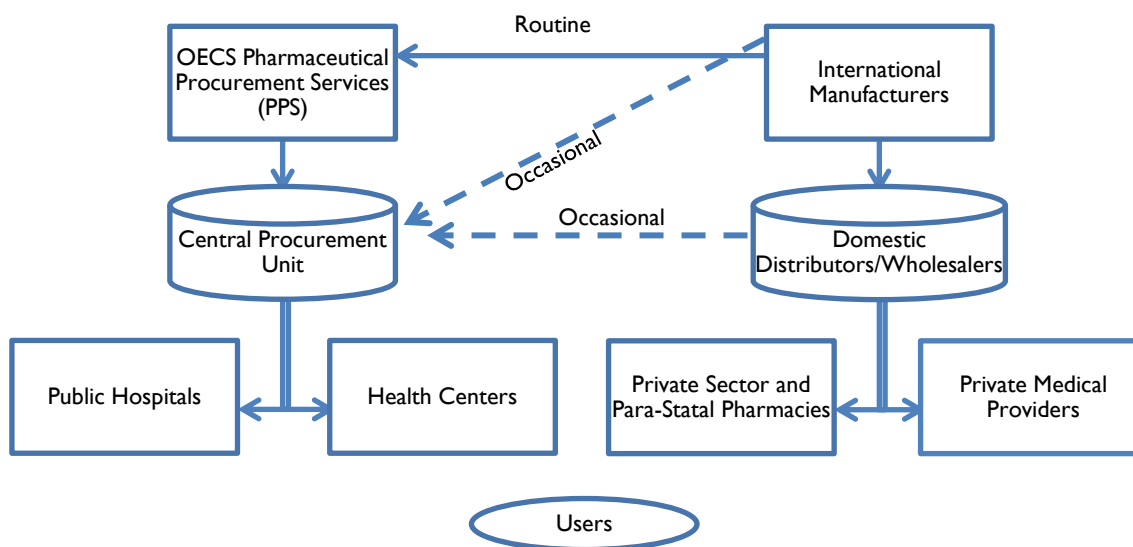 Routine
OECS Pharmaceutical
Procurement Services
(PPS)
International
Manufacturers
Occasional
Occasional
Central Procurement
Unit
Domestic
Distributors/Wholesalers
Public Hospitals
Health Centers
Private Sector and
Para-Statal Pharmacies
Private Medical
Providers
Users